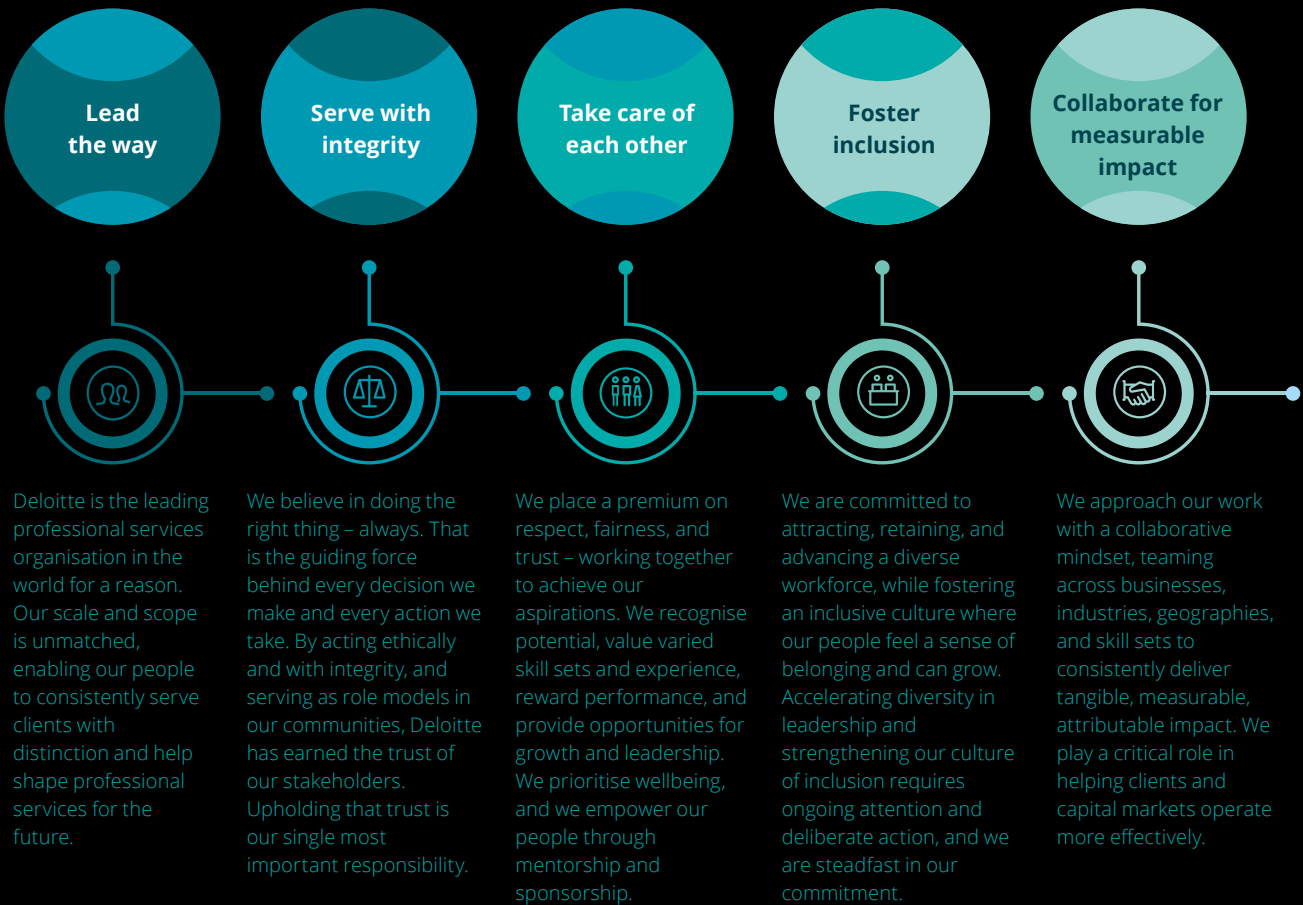 Lead
the way
Serve with
integrity
Take care of
each other
Foster
inclusion
Collaborate for
measurable
impact
Deloitte is the leading
professional services
organisation in the
world for a reason.
Our scale and scope
is unmatched,
enabling our people
to consistently serve
clients with
distinction and help
shape professional
services for the
future.
We believe in doing the
right thing – always. That
is the guiding force
behind every decision we
make and every action we
take. By acting ethically
and with integrity, and
serving as role models in
our communities, Deloitte
has earned the trust of
our stakeholders.
Upholding that trust is
our single most
important responsibility.
We place a premium on
respect, fairness, and
trust – working together
to achieve our
aspirations. We recognise
potential, value varied
skill sets and experience,
reward performance, and
provide opportunities for
growth and leadership.
We prioritise wellbeing,
and we empower our
people through
mentorship and
sponsorship.
We are committed to
attracting, retaining, and
advancing a diverse
workforce, while fostering
an inclusive culture where
our people feel a sense of
belonging and can grow.
Accelerating diversity in
leadership and
strengthening our culture
of inclusion requires
ongoing attention and
deliberate action, and we
are steadfast in our
commitment.
We approach our work
with a collaborative
mindset, teaming
across businesses,
industries, geographies,
and skill sets to
consistently deliver
tangible, measurable,
attributable impact. We
play a critical role in
helping clients and
capital markets operate
more effectively.